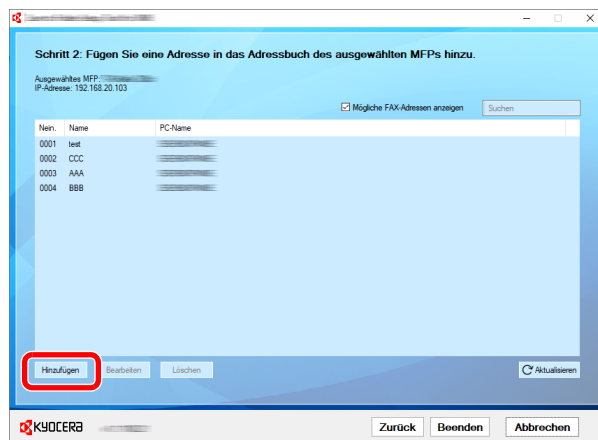 Schritt 2: Fügen Sie eine Adresse in das Adressbuch des ausgewählten MFPs hinzu.
Ausgewähltes MFP:
IP-Adresse: 192.168.20.103
Mögliche FAX-Adressen anzeigen
Suchen
Nein. Name PC-Name
0001 test
0002 CCC
0003 AAA
0004 BBB
Hinzufügen Bearbeiten Löschen Aktualisieren
KYOCERA Zurück Beenden Abbrechen